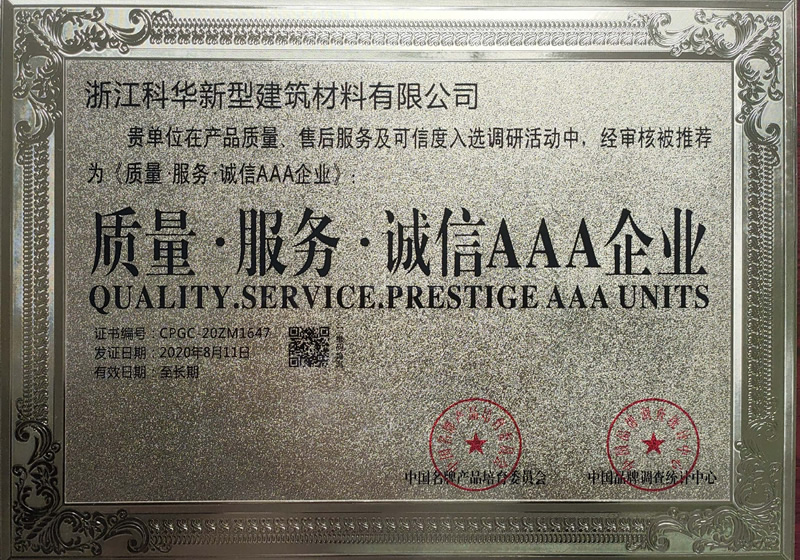 浙江科华新型建筑材料有限公司
贵单位在产品质量、售后服务及可信度入选调研活动中，经审核被推荐
为《质量·服务·诚信AAA企业》：
质量·服务·诚信AAA企业
QUALITY.SERVICE.PRESTIGE AAA UNITS
证书编号：CPGC-20ZM1647
发证日期：2020年8月11日
有效日期：至长期
中国名牌产品培育委员会
中国品牌调查统计中心